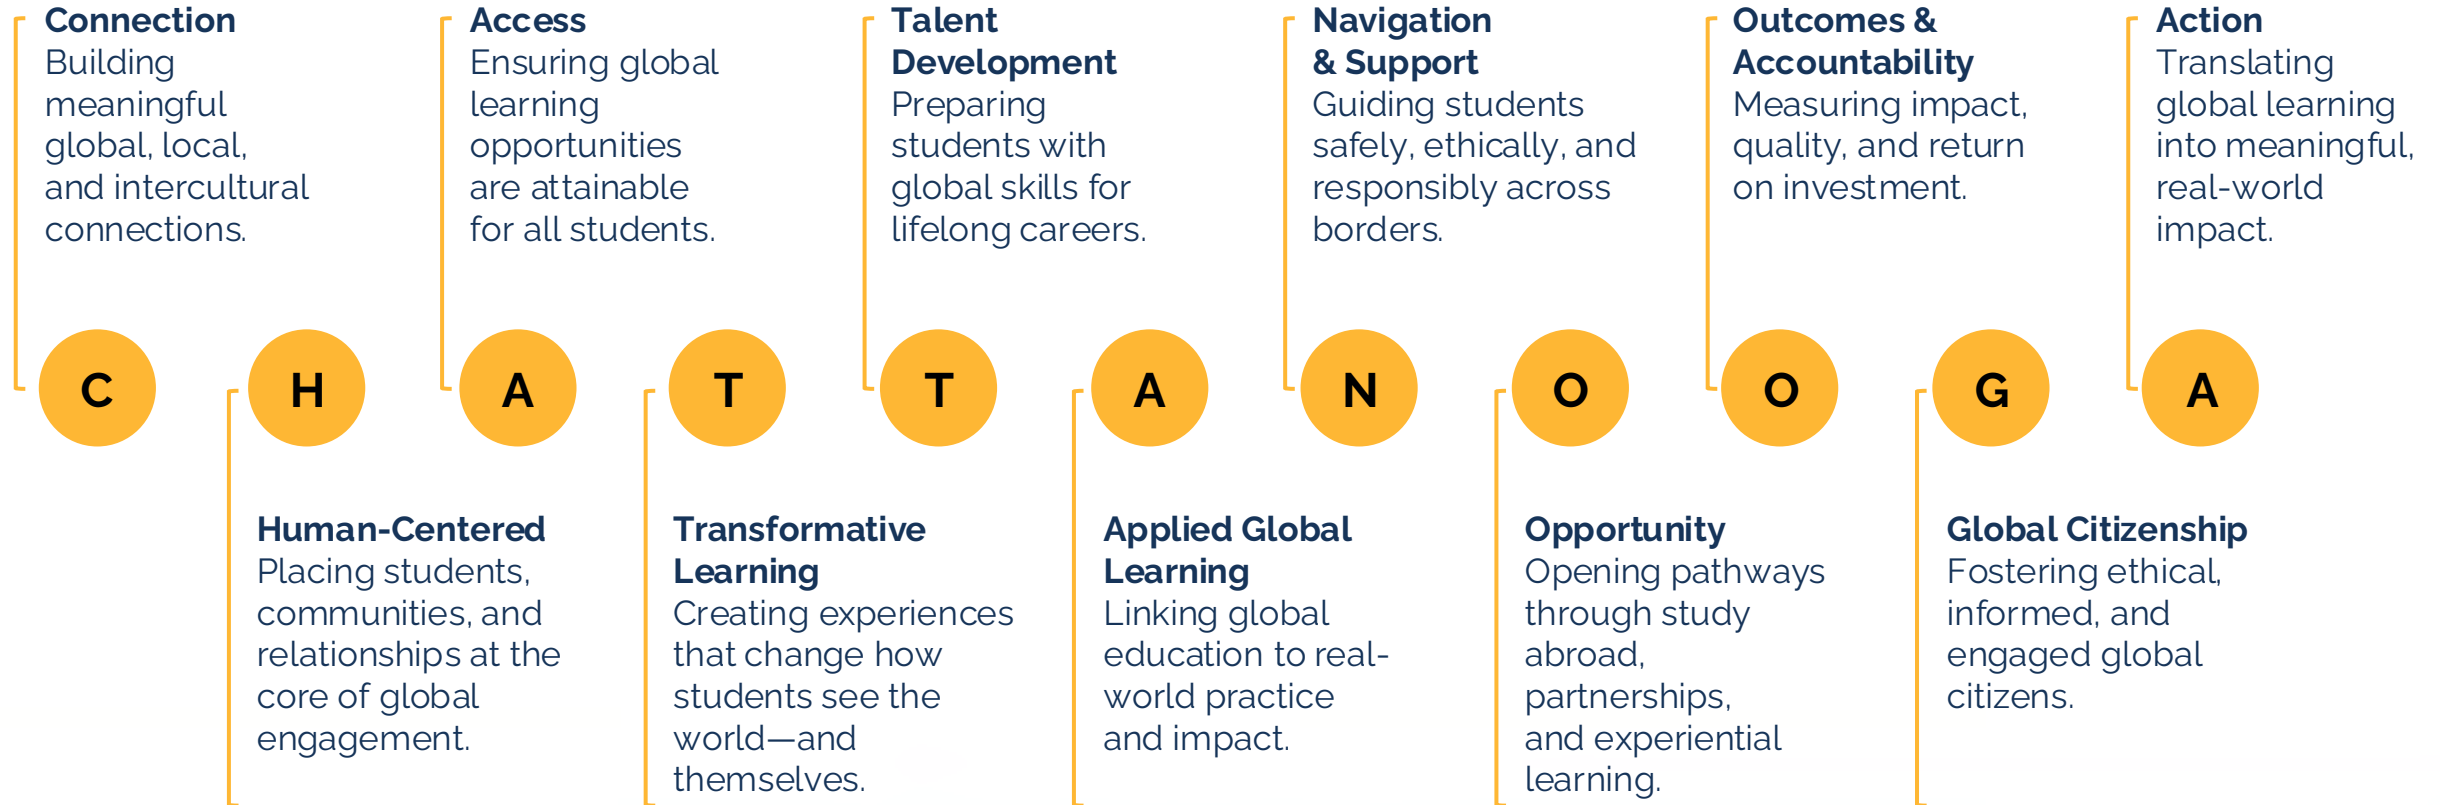 Connection
Building
meaningful
global, local,
and intercultural
connections.
Access
Ensuring global
learning
opportunities
are attainable
for all students.
Talent
Development
Preparing
students with
global skills for
lifelong careers.
Navigation
& Support
Guiding students
safely, ethically, and
responsibly across
borders.
Outcomes &
Accountability
Measuring impact,
quality, and return
on investment.
Action
Translating
global learning
into meaningful,
real-world
impact.
C
H
A
T
T
A
N
O
O
G
A
Human-Centered
Placing students,
communities, and
relationships at the
core of global
engagement.
Transformative
Learning
Creating experiences
that change how
students see the
world—and
themselves.
Applied Global
Learning
Linking global
education to real-
world practice
and impact.
Opportunity
Opening pathways
through study
abroad,
partnerships,
and experiential
learning.
Global Citizenship
Fostering ethical,
informed, and
engaged global
citizens.